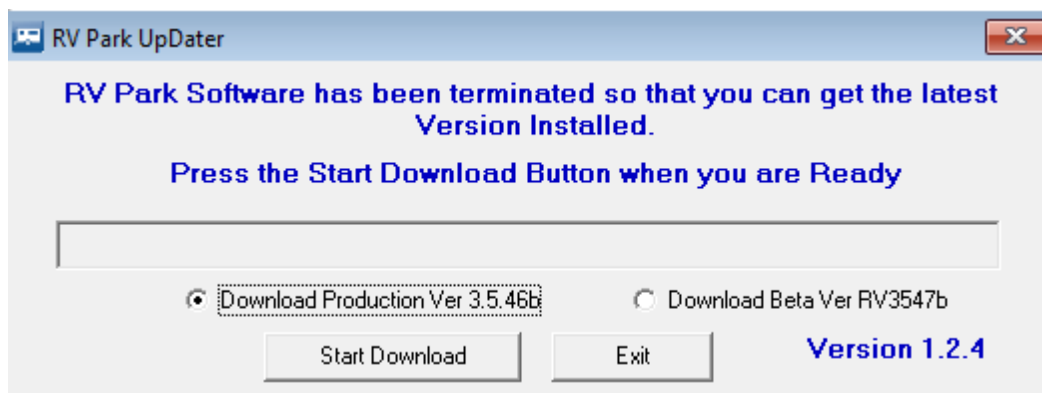 RV Park UpDater
RV Park Software has been terminated so that you can get the latest
Version Installed.
Press the Start Download Button when you are Ready
Download Production Ver 3.5.46b
Download Beta Ver RV3547b
Start Download
Exit
Version 1.2.4